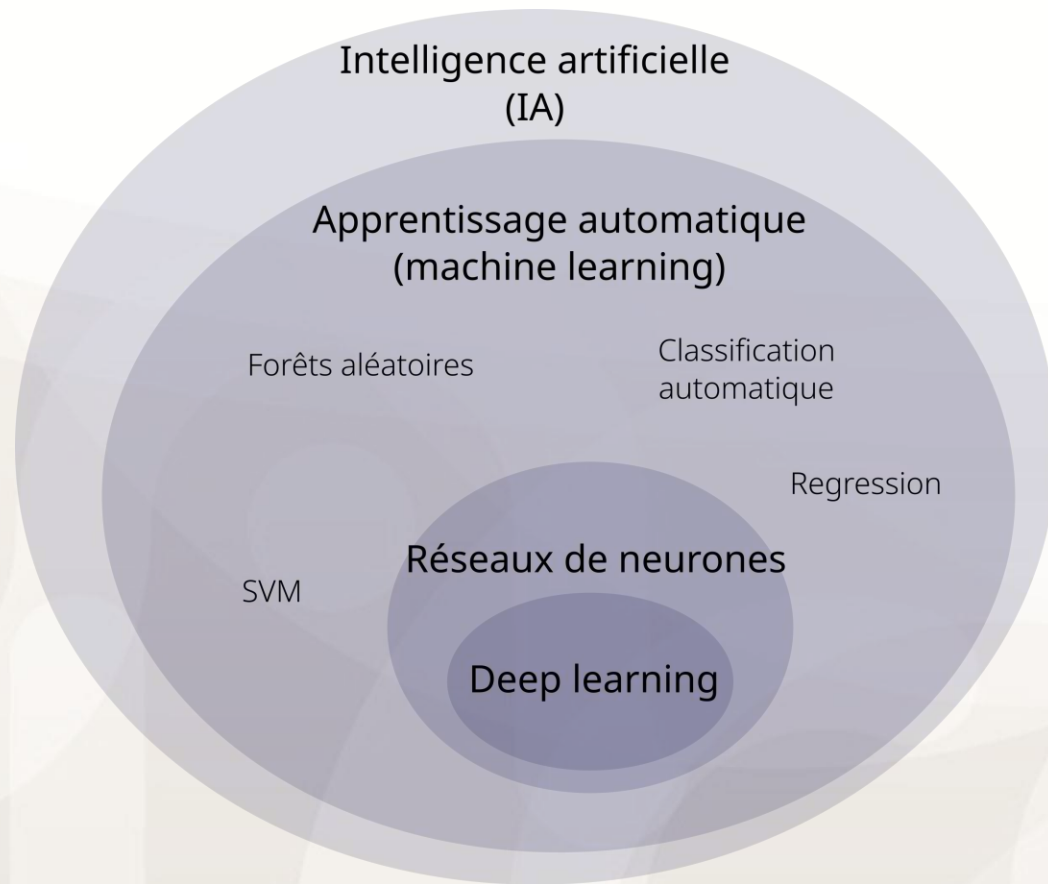 Intelligence artificielle
(IA)
Apprentissage automatique
(machine learning)
Forêts aléatoires
Classification
automatique
Regression
Réseaux de neurones
SVM
Deep learning